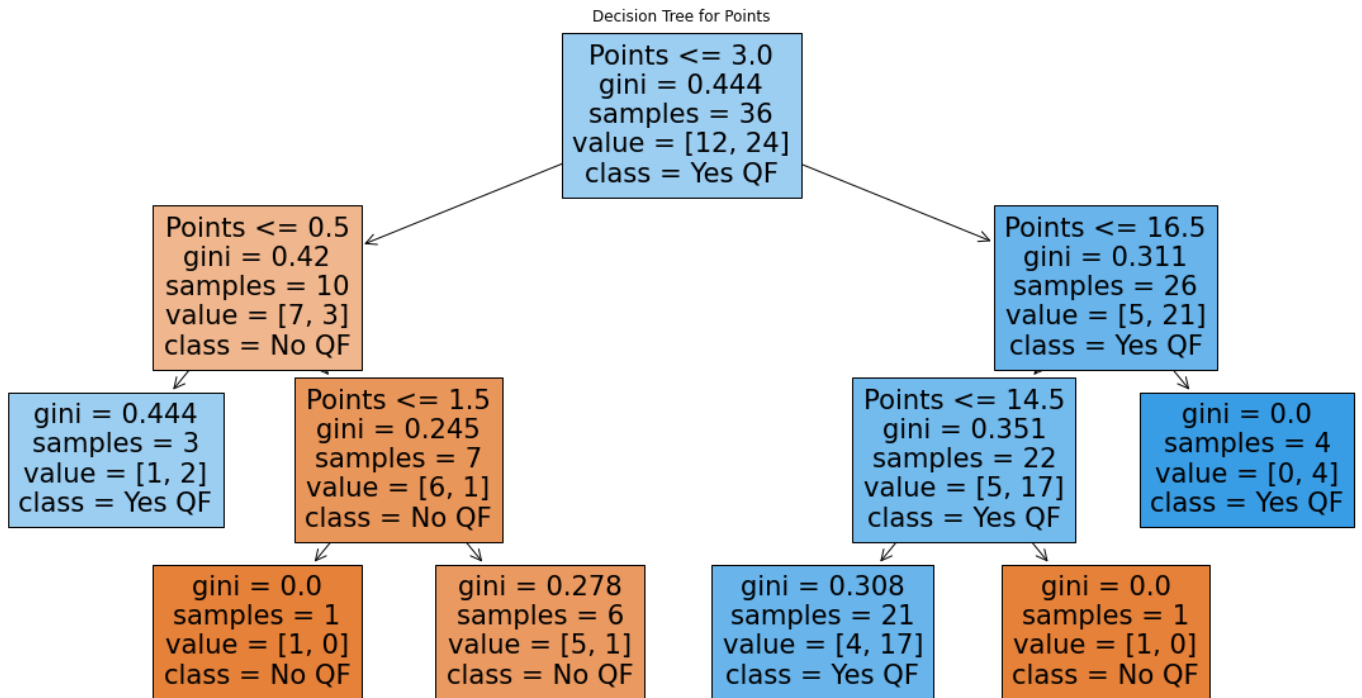 Decision Tree for Points
Points <= 3.0
gini = 0.444
samples = 36
value = [12, 24]
class = Yes QF
Points <= 0.5
gini = 0.42
samples = 10
value = [7, 3]
class = No QF
Points <= 16.5
gini = 0.311
samples = 26
value = [5, 21]
class = Yes QF
gini = 0.444
samples = 3
value = [1, 2]
class = Yes QF
Points <= 1.5
gini = 0.245
samples = 7
value = [6, 1]
class = No QF
Points <= 14.5
gini = 0.351
samples = 22
value = [5, 17]
class = Yes QF
gini = 0.0
samples = 4
value = [0, 4]
class = Yes QF
gini = 0.0
samples = 1
value = [1, 0]
class = No QF
gini = 0.278
samples = 6
value = [5, 1]
class = No QF
gini = 0.308
samples = 21
value = [4, 17]
class = Yes QF
gini = 0.0
samples = 1
value = [1, 0]
class = No QF